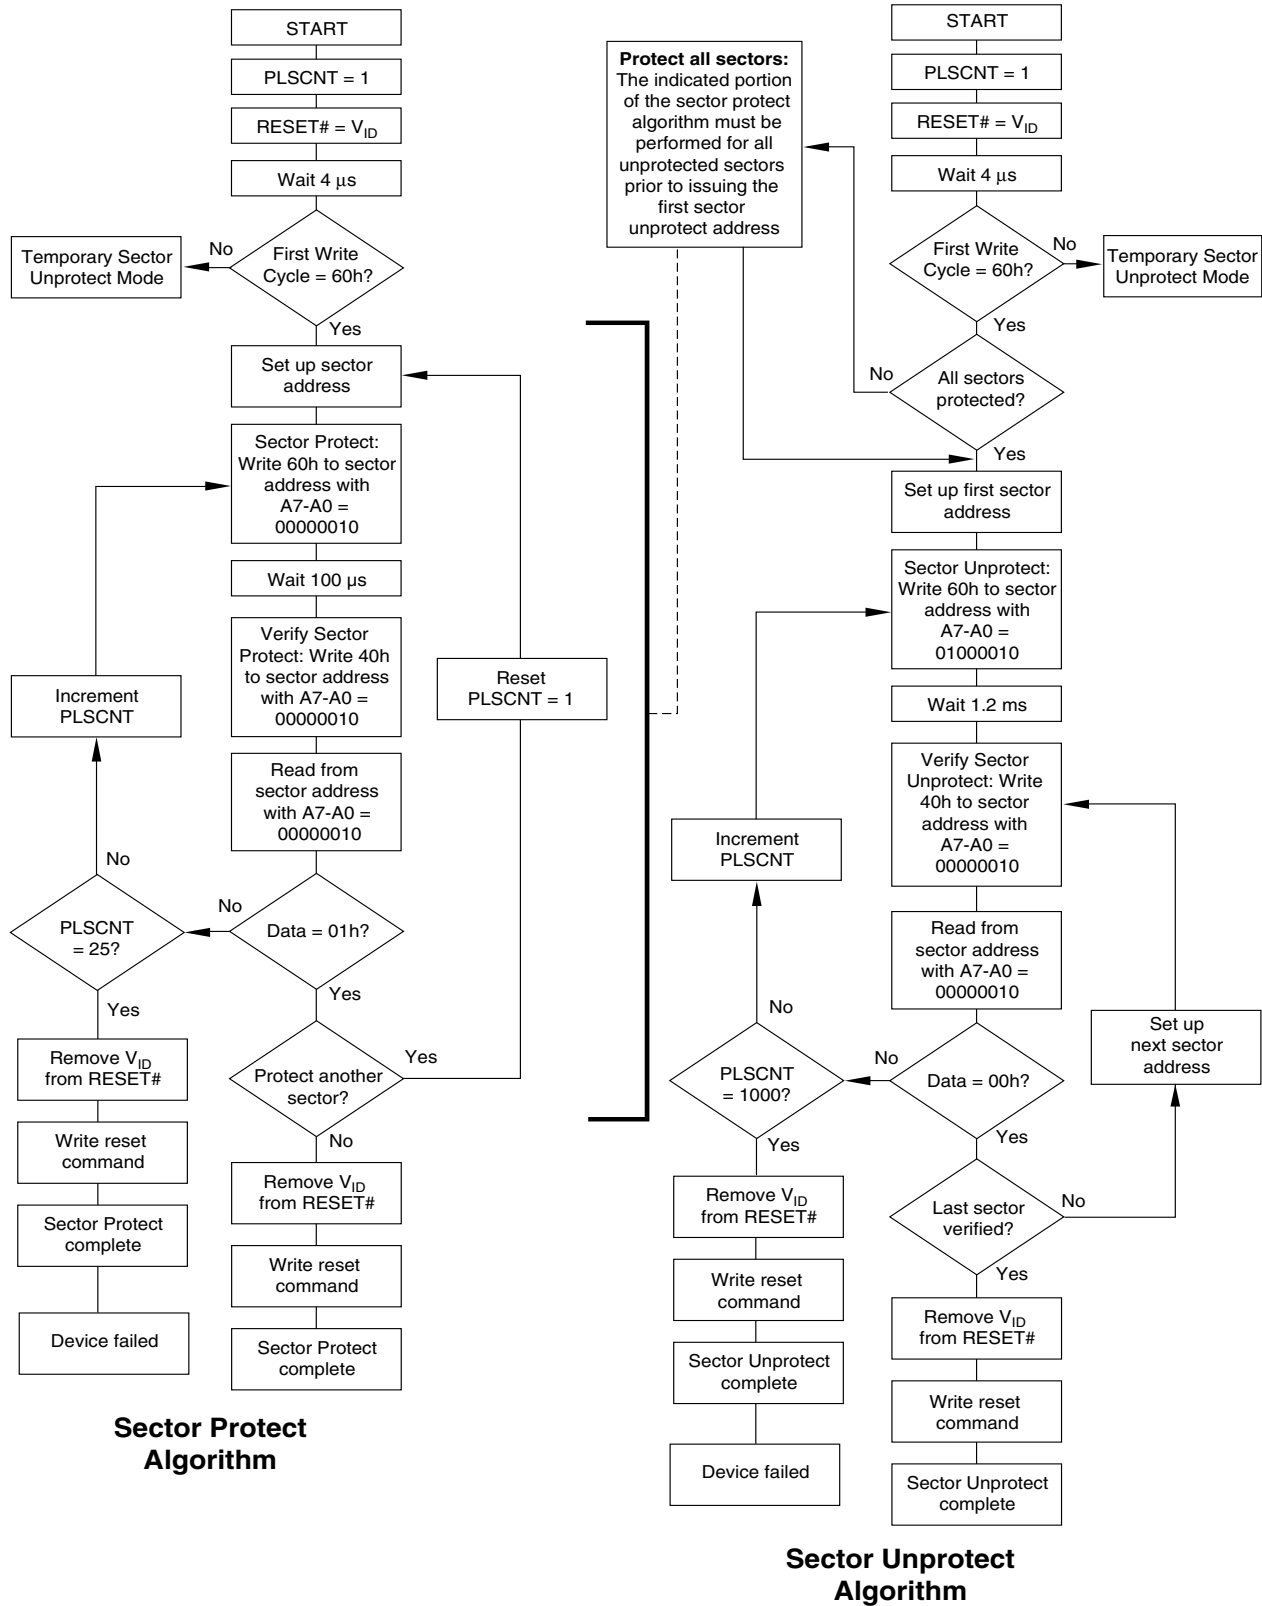 START
PLSCNT = 1
RESET# = VID
Wait 4 μs
First Write
Cycle = 60h?
No
Temporary Sector
Unprotect Mode
Yes
Set up sector
address
Sector Protect:
Write 60h to sector
address with
A7-A0 =
00000010
Wait 100 µs
Verify Sector
Protect: Write 40h
to sector address
with A7-A0 =
00000010
Read from
sector address
with A7-A0 =
00000010
Data = 01h?
No
PLSCNT
= 25?
No
Increment
PLSCNT
Yes
Remove VID
from RESET#
Write reset
command
Sector Protect
complete
Device failed
Yes
Protect another
sector?
Yes
Reset
PLSCNT = 1
No
Remove VID
from RESET#
Write reset
command
Sector Protect
complete
Sector Protect
Algorithm
Protect all sectors:
The indicated portion
of the sector protect
algorithm must be
performed for all
unprotected sectors
prior to issuing the
first sector
unprotect address
START
PLSCNT = 1
RESET# = VID
Wait 4 μs
First Write
Cycle = 60h?
No
Temporary Sector
Unprotect Mode
Yes
All sectors
protected?
No
Yes
Set up first sector
address
Sector Unprotect:
Write 60h to sector
address with
A7-A0 =
01000010
Wait 1.2 ms
Verify Sector
Unprotect: Write
40h to sector
address with
A7-A0 =
00000010
Read from
sector address
with A7-A0 =
00000010
Data = 00h?
No
PLSCNT
= 1000?
No
Increment
PLSCNT
Yes
Remove VID
from RESET#
Write reset
command
Sector Unprotect
complete
Device failed
Yes
Last sector
verified?
No
Set up
next sector
address
Yes
Remove VID
from RESET#
Write reset
command
Sector Unprotect
complete
Sector Unprotect
Algorithm